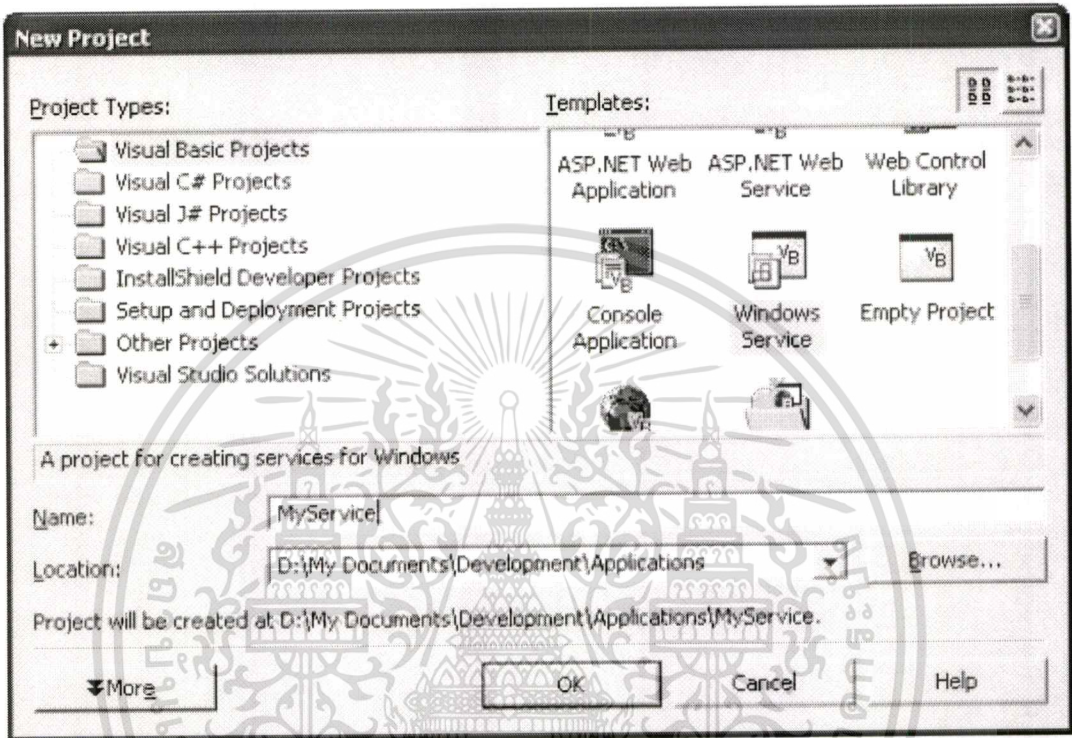 New Project
Project Types:
Templates:
Visual Basic Projects
Visual C# Projects
Visual J# Projects
Visual C++ Projects
InstallShield Developer Projects
Setup and Deployment Projects
Other Projects
Visual Studio Solutions
ASP.NET Web Application
ASP.NET Web Service
Web Control Library
Console Application
Windows Service
Empty Project
A project for creating services for Windows
Name:
MyService
Location:
D:\My Documents\Development\Applications
Browse...
Project will be created at D:\My Documents\Development\Applications\MyService.
More
OK
Cancel
Help